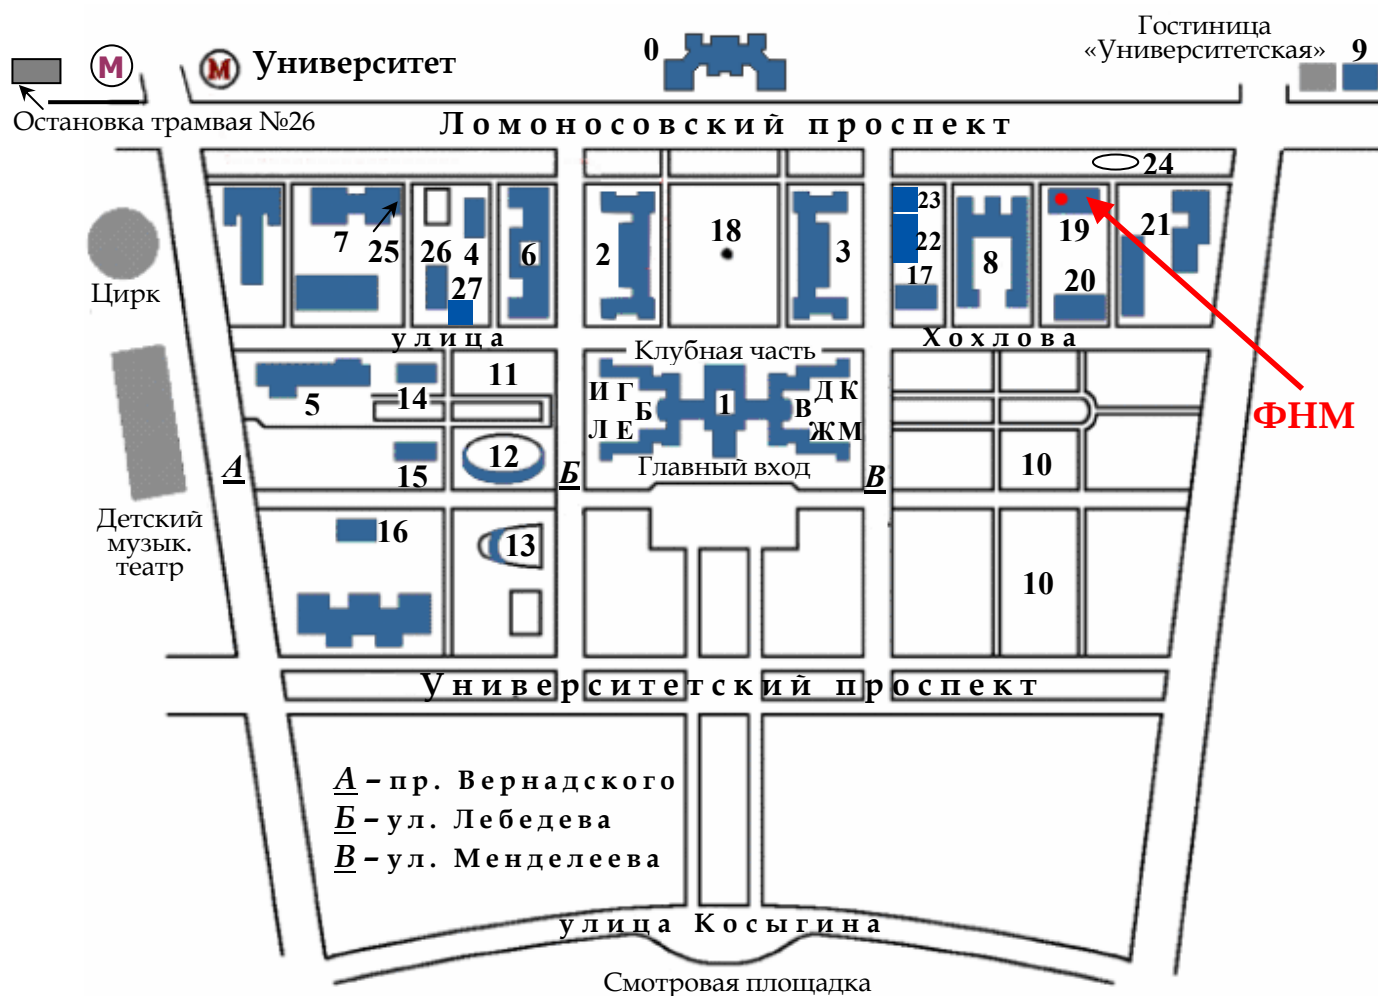 Гостиница
«Университетская»
9
0
М
М
Университет
Остановка трамвая №26
Ломоносовский проспект
24
23
22
17
7
25
26
4
27
6
2
18
3
8
19
20
21
Цирк
улица
Хохлова
ФНМ
Клубная часть
И Г
Б
Л Е
1
Д К
В
Ж М
Главный вход
5
14
11
15
12
10
А
Б
В
Детский
музык.
театр
16
13
10
Университетский проспект
А – пр. Вернадского
Б – ул. Лебедева
В – ул. Менделеева
улица Косыгина
Смотровая площадка